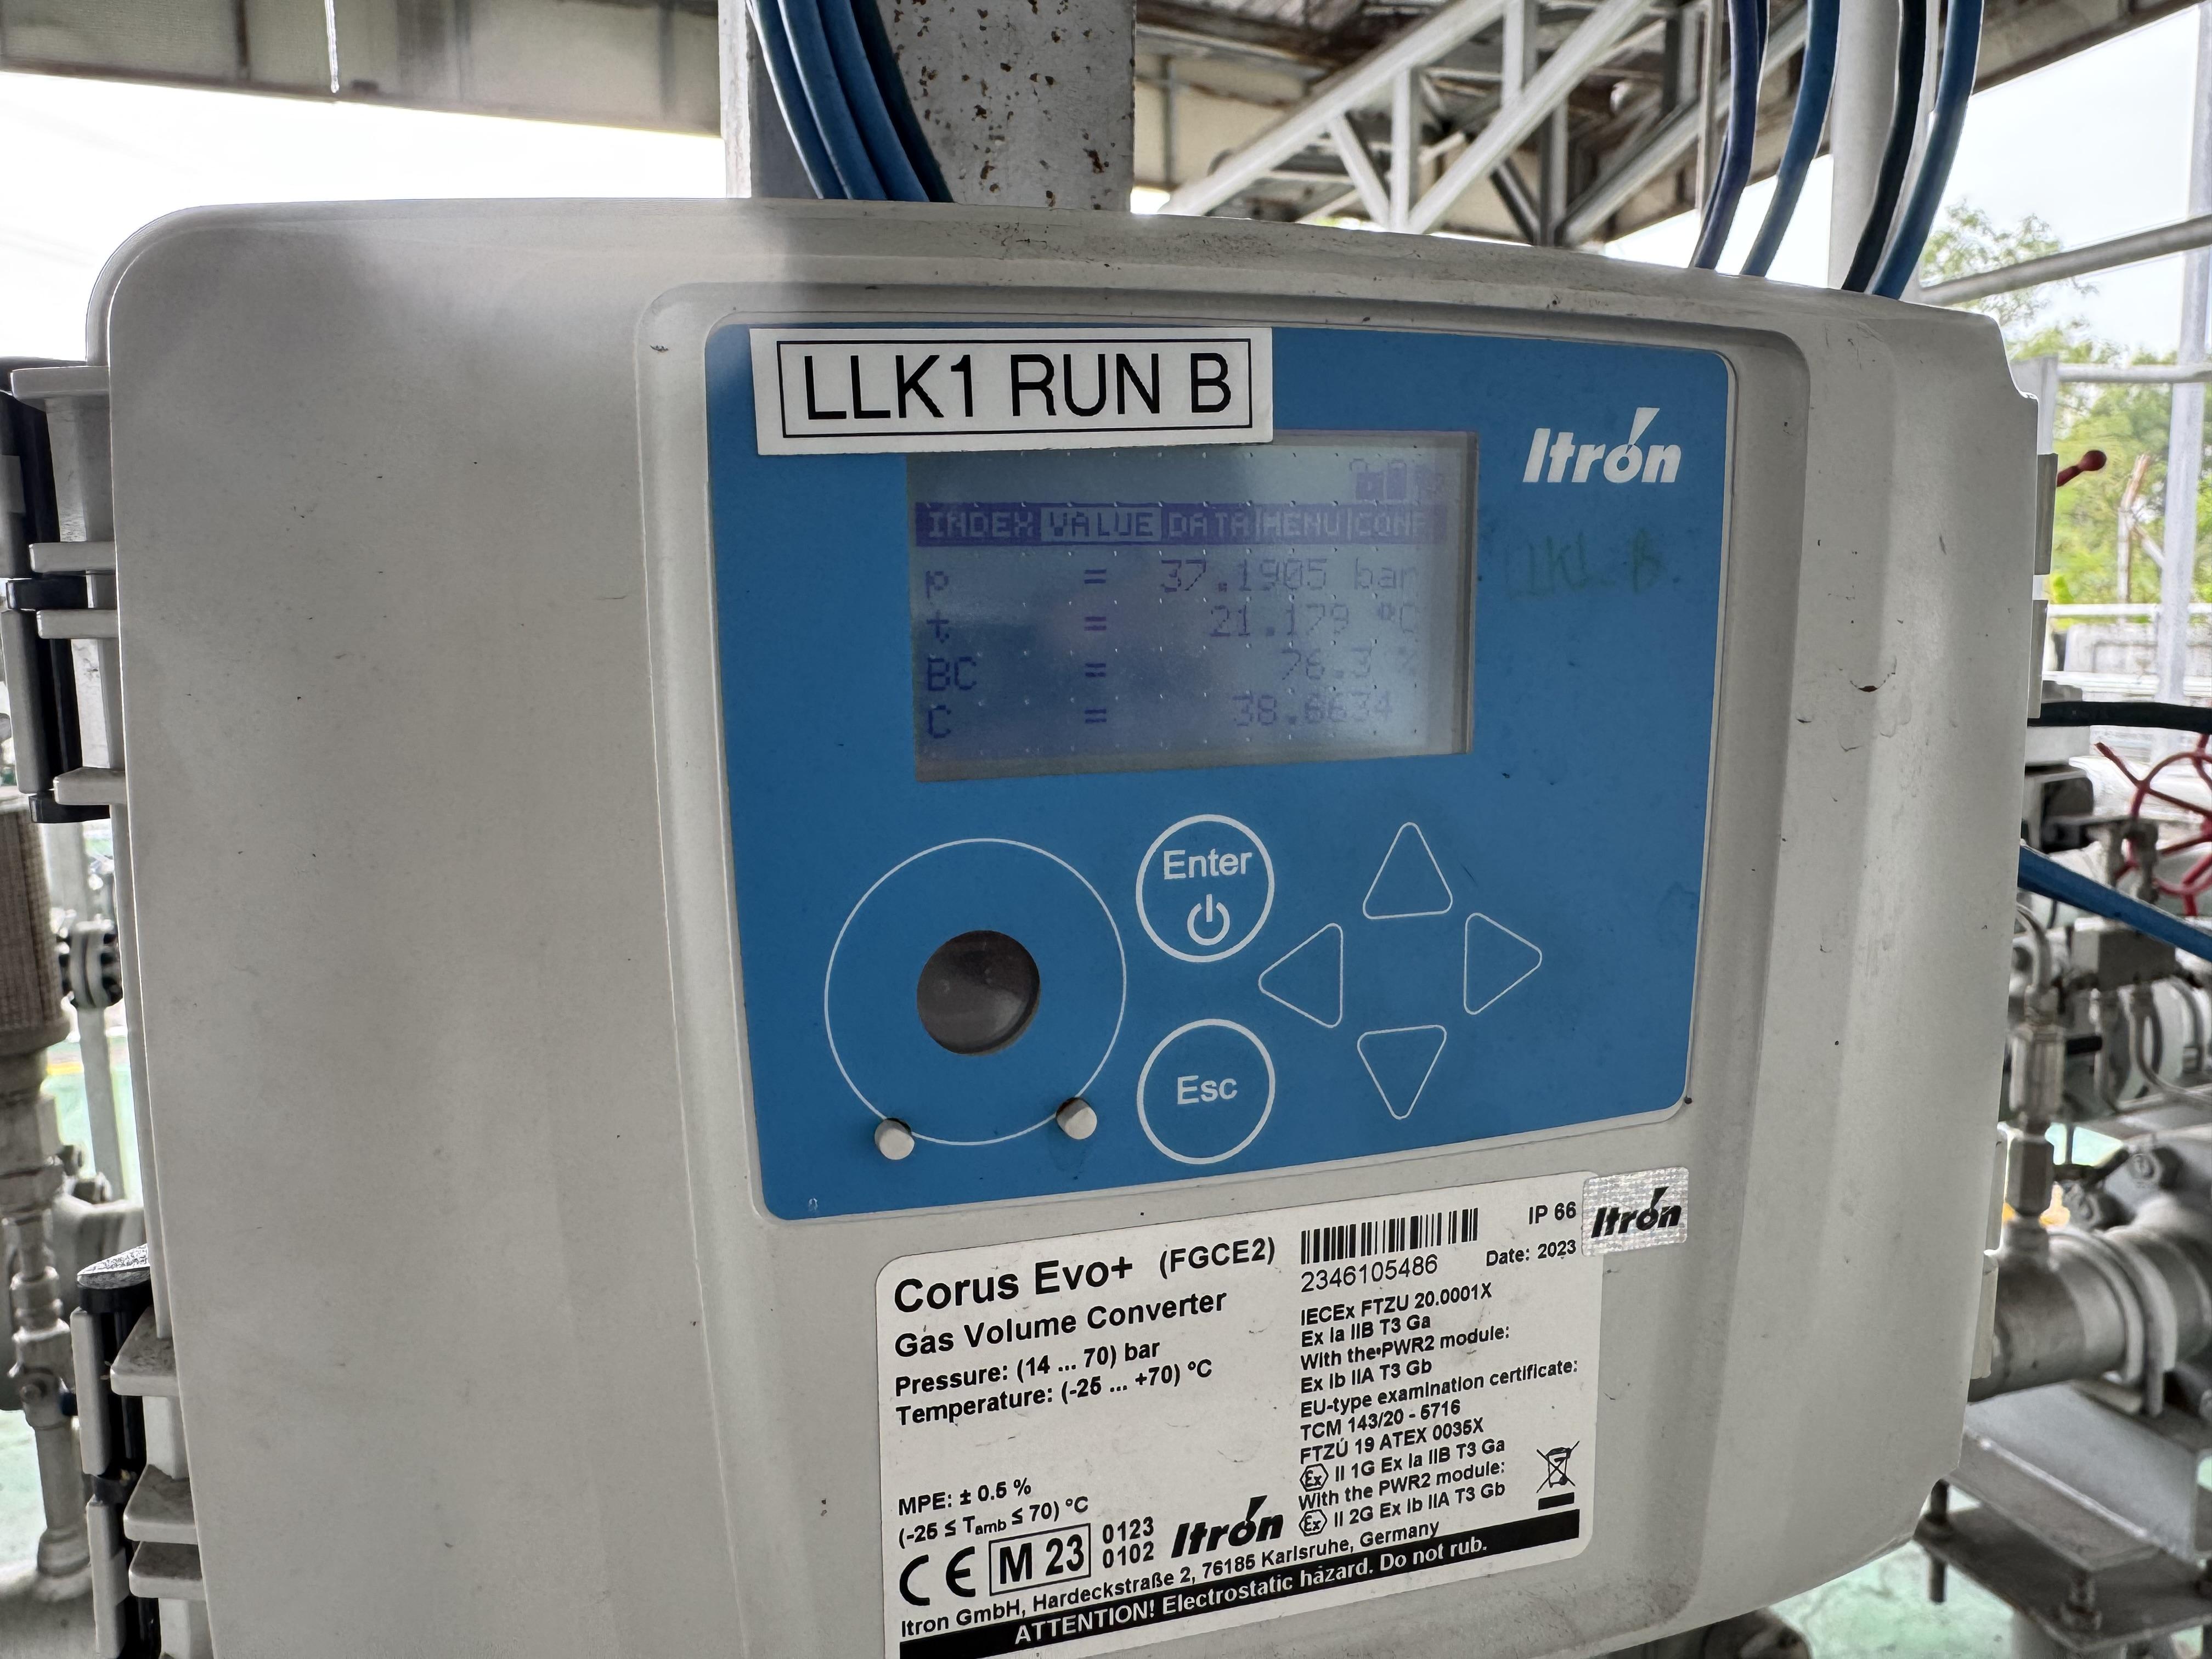 LLK1 RUN B
Itron
INDEX VALUE DATA MENU CONF
p = 37.1905 bar
t = 21.179 °C
BC = 76.3 %
C = 38.6634
Enter
Esc
Corus Evo+ (FGCE2)
Gas Volume Converter
Pressure: (14 ... 70) bar
Temperature: (-25 ... +70) °C
MPE: ± 0.5 %
(-25 ≤ Tamb ≤ 70) °C
CE M 23 0123
0102
Itron
2346105486
IP 66
Date: 2023
Itron
IECEx FTZU 20.0001X
Ex ia IIB T3 Ga
With the PWR2 module:
Ex ib IIA T3 Gb
EU-type examination certificate:
TCM 143/20 - 5716
FTZÚ 19 ATEX 0035X
Ex II 1G Ex ia IIB T3 Ga
With the PWR2 module:
Ex II 2G Ex ib IIA T3 Gb
Itron GmbH, Hardeckstraße 2, 76185 Karlsruhe, Germany
ATTENTION! Electrostatic hazard. Do not rub.